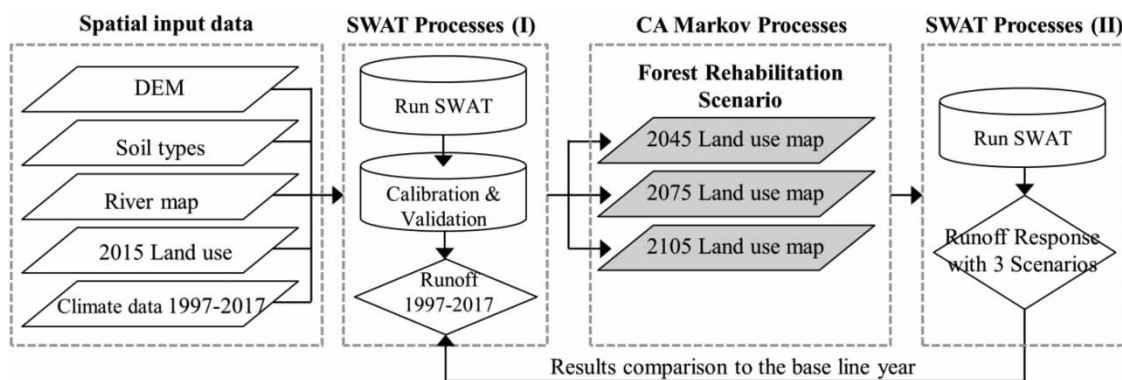 Spatial input data
DEM
Soil types
River map
2015 Land use
Climate data 1997-2017
SWAT Processes (I)
Run SWAT
Calibration &
Validation
Runoff
1997-2017
CA Markov Processes
Forest Rehabilitation
Scenario
2045 Land use map
2075 Land use map
2105 Land use map
SWAT Processes (II)
Run SWAT
Runoff Response
with 3 Scenarios
Results comparison to the base line year